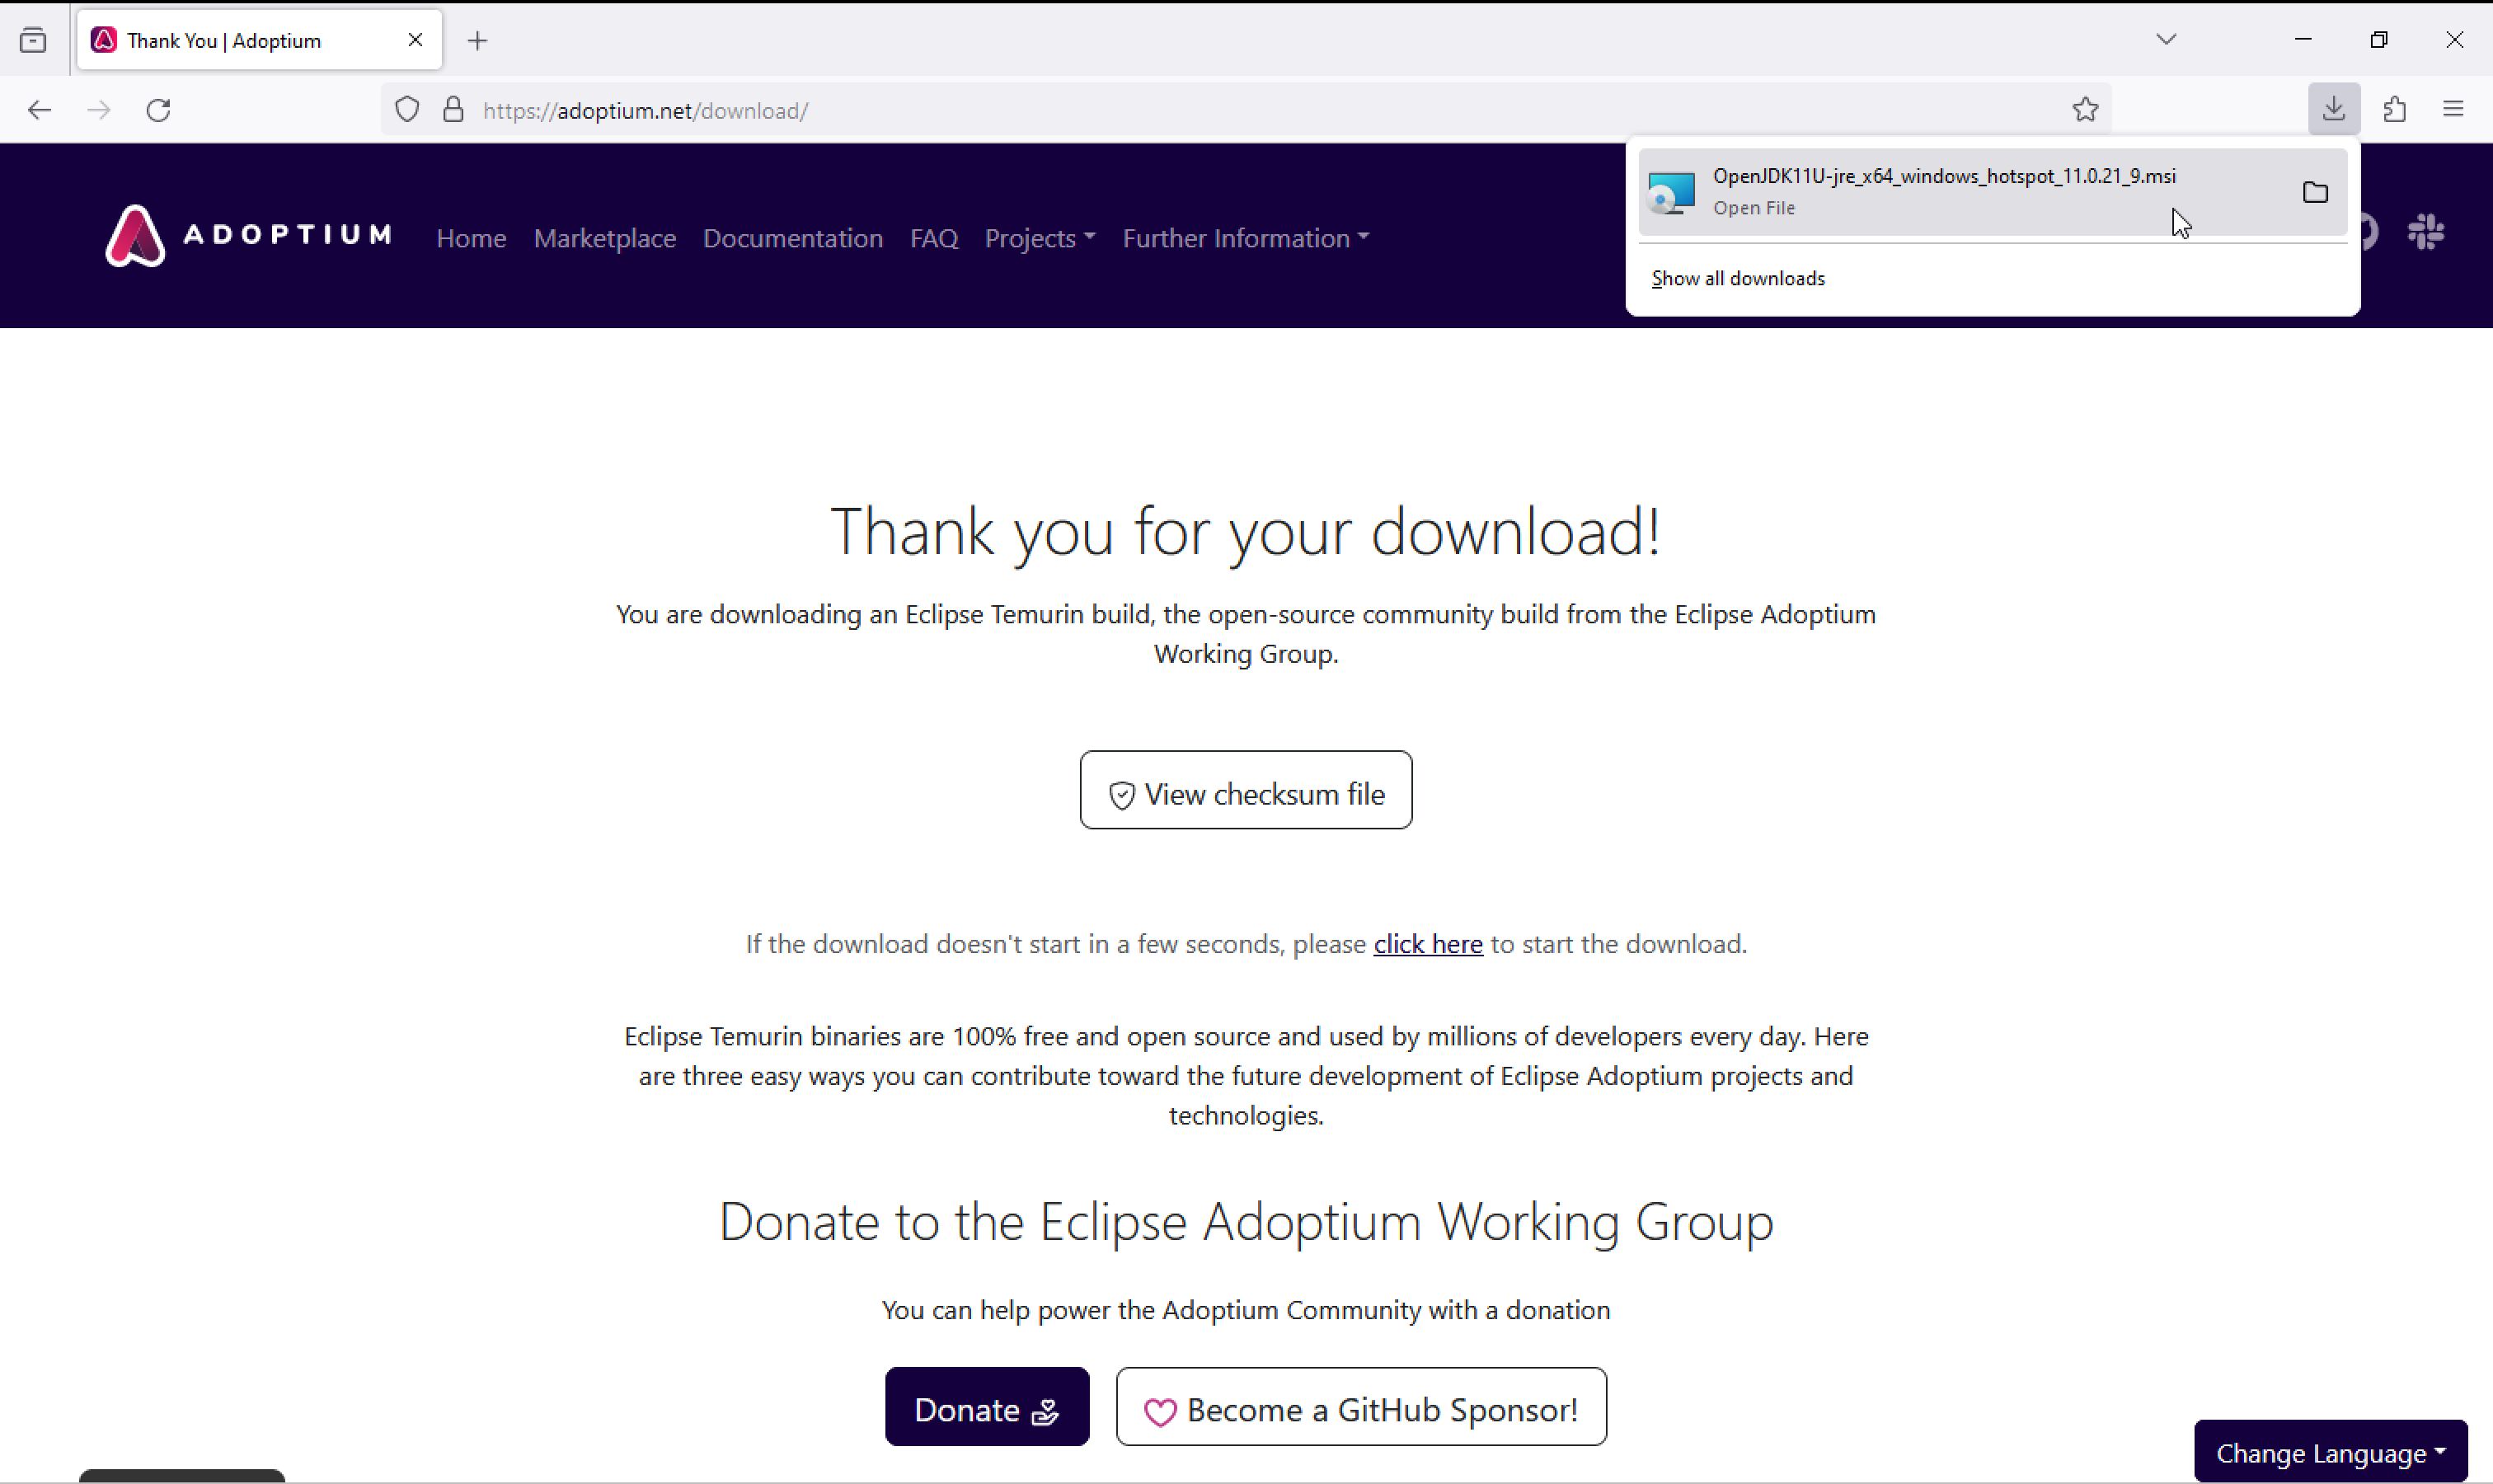 Thank You | Adoptium
https://adoptium.net/download/
OpenJDK11U-jre_x64_windows_hotspot_11.0.21_9.msi
Open File
Show all downloads
ADOPTIUM
Home Marketplace Documentation FAQ Projects Further Information
Thank you for your download!
You are downloading an Eclipse Temurin build, the open-source community build from the Eclipse Adoptium
Working Group.
View checksum file
If the download doesn't start in a few seconds, please click here to start the download.
Eclipse Temurin binaries are 100% free and open source and used by millions of developers every day. Here
are three easy ways you can contribute toward the future development of Eclipse Adoptium projects and
technologies.
Donate to the Eclipse Adoptium Working Group
You can help power the Adoptium Community with a donation
Donate
Become a GitHub Sponsor!
Change Language